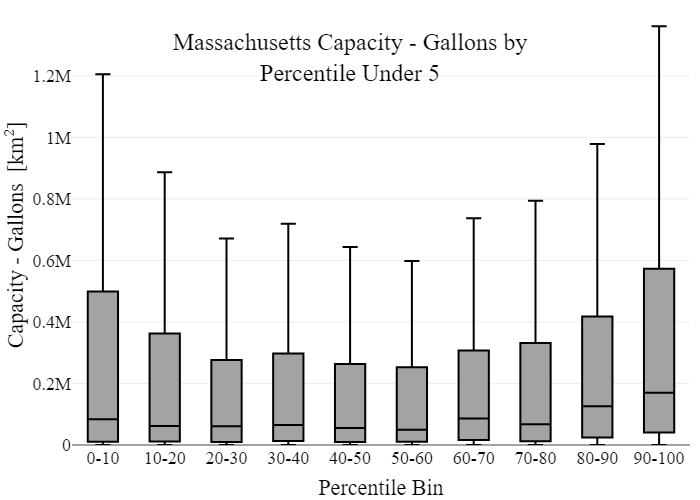 Massachusetts Capacity - Gallons by
Percentile Under 5
Capacity - Gallons [km²]
1.2M
1M
0.8M
0.6M
0.4M
0.2M
0
0-10 10-20 20-30 30-40 40-50 50-60 60-70 70-80 80-90 90-100
Percentile Bin